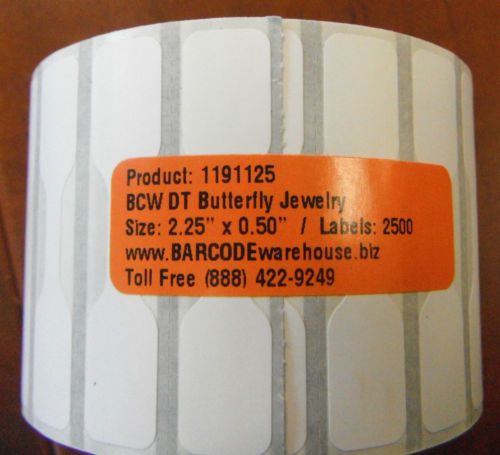 Product: 1191125
BCW DT Butterfly Jewelry
Size: 2.25" x 0.50" / Labels: 2500
www.BARCODEwarehouse.biz
Toll Free (888) 422-9249